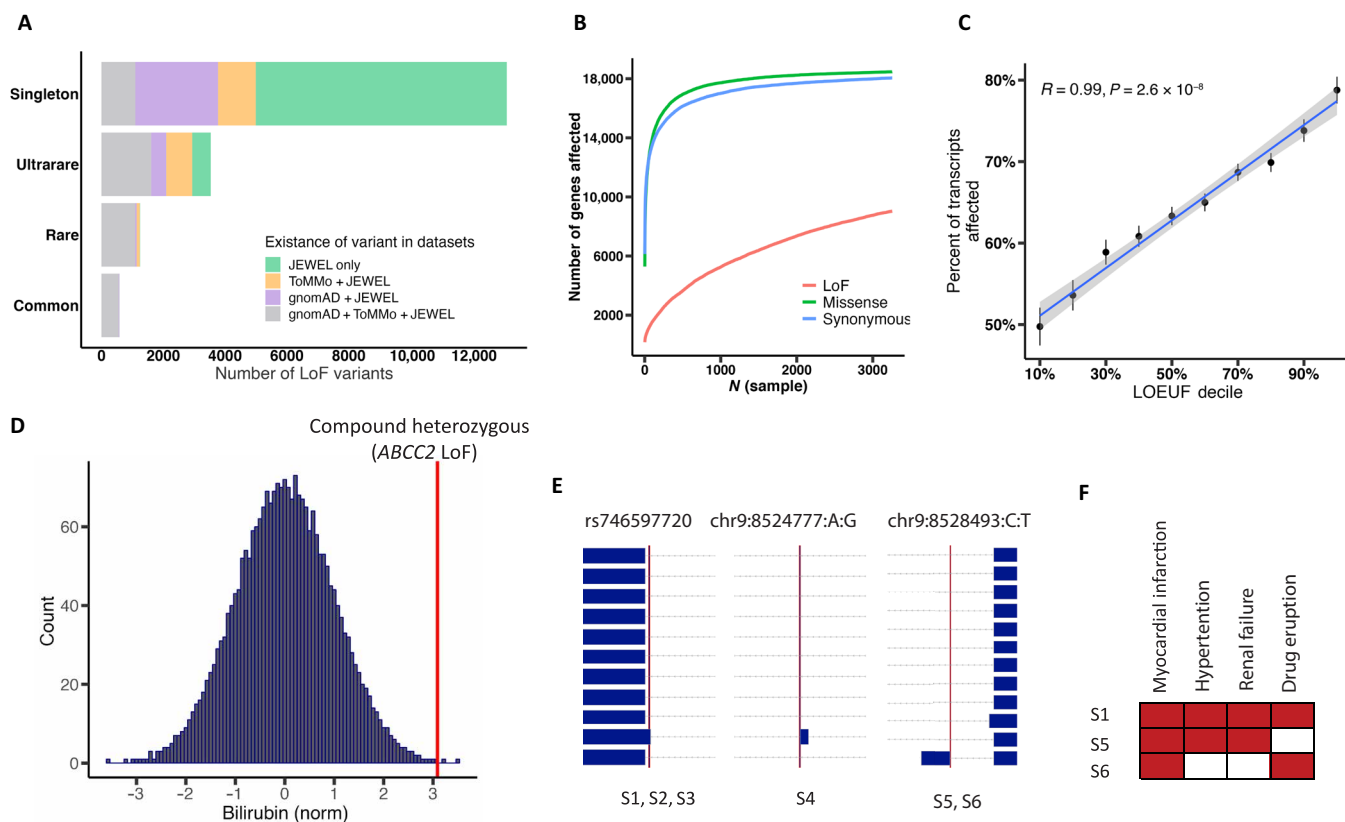 A
Singleton
Ultrarare
Rare
Common
Existance of variant in datasets
JEWEL only
ToMMo + JEWEL
gnomAD + JEWEL
gnomAD + ToMMo + JEWEL
0 2000 4000 6000 8000 10,000 12,000
Number of LoF variants
B
Number of genes affected
18,000
14,000
10,000
6000
2000
LoF
Missense
Synonymous
0 1000 2000 3000
N (sample)
C
R = 0.99, P = 2.6 × 10⁻⁸
Percent of transcripts
affected
80%
70%
60%
50%
10% 30% 50% 70% 90%
LOEUF decile
D
Compound heterozygous
(ABCC2 LoF)
Count
60
40
20
0
−3 −2 −1 0 1 2 3
Bilirubin (norm)
E
rs746597720 chr9:8524777:A:G chr9:8528493:C:T
S1, S2, S3 S4 S5, S6
F
Myocardial infarction
Hypertention
Renal failure
Drug eruption
S1
S5
S6